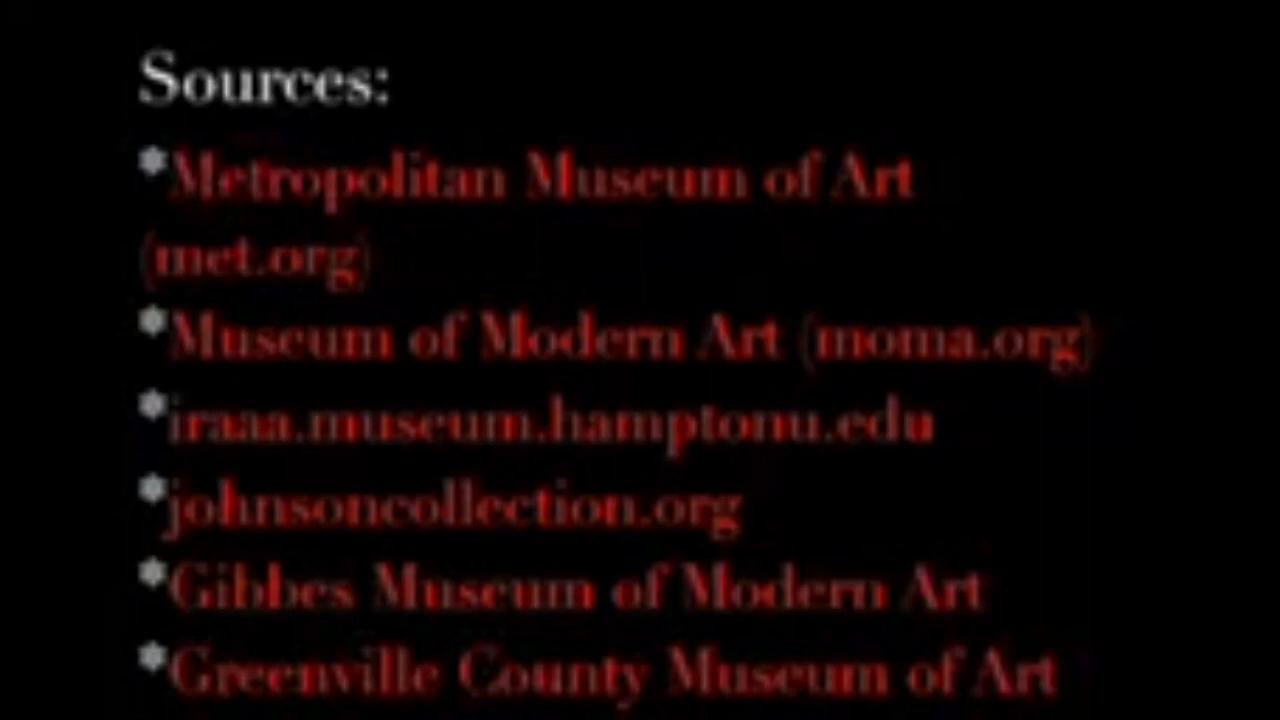 Sources:
*Metropolitan Museum of Art
(met.org)
*Museum of Modern Art (moma.org)
*iraaa.museum.hamptonu.edu
*johnsoncollection.org
*Gibbes Museum of Modern Art
*Greenville County Museum of Art